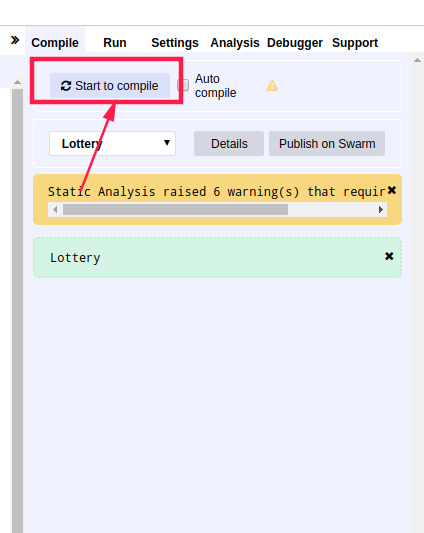 Compile Run Settings Analysis Debugger Support
Start to compile
Auto
compile
Lottery
Details
Publish on Swarm
Static Analysis raised 6 warning(s) that requir
Lottery